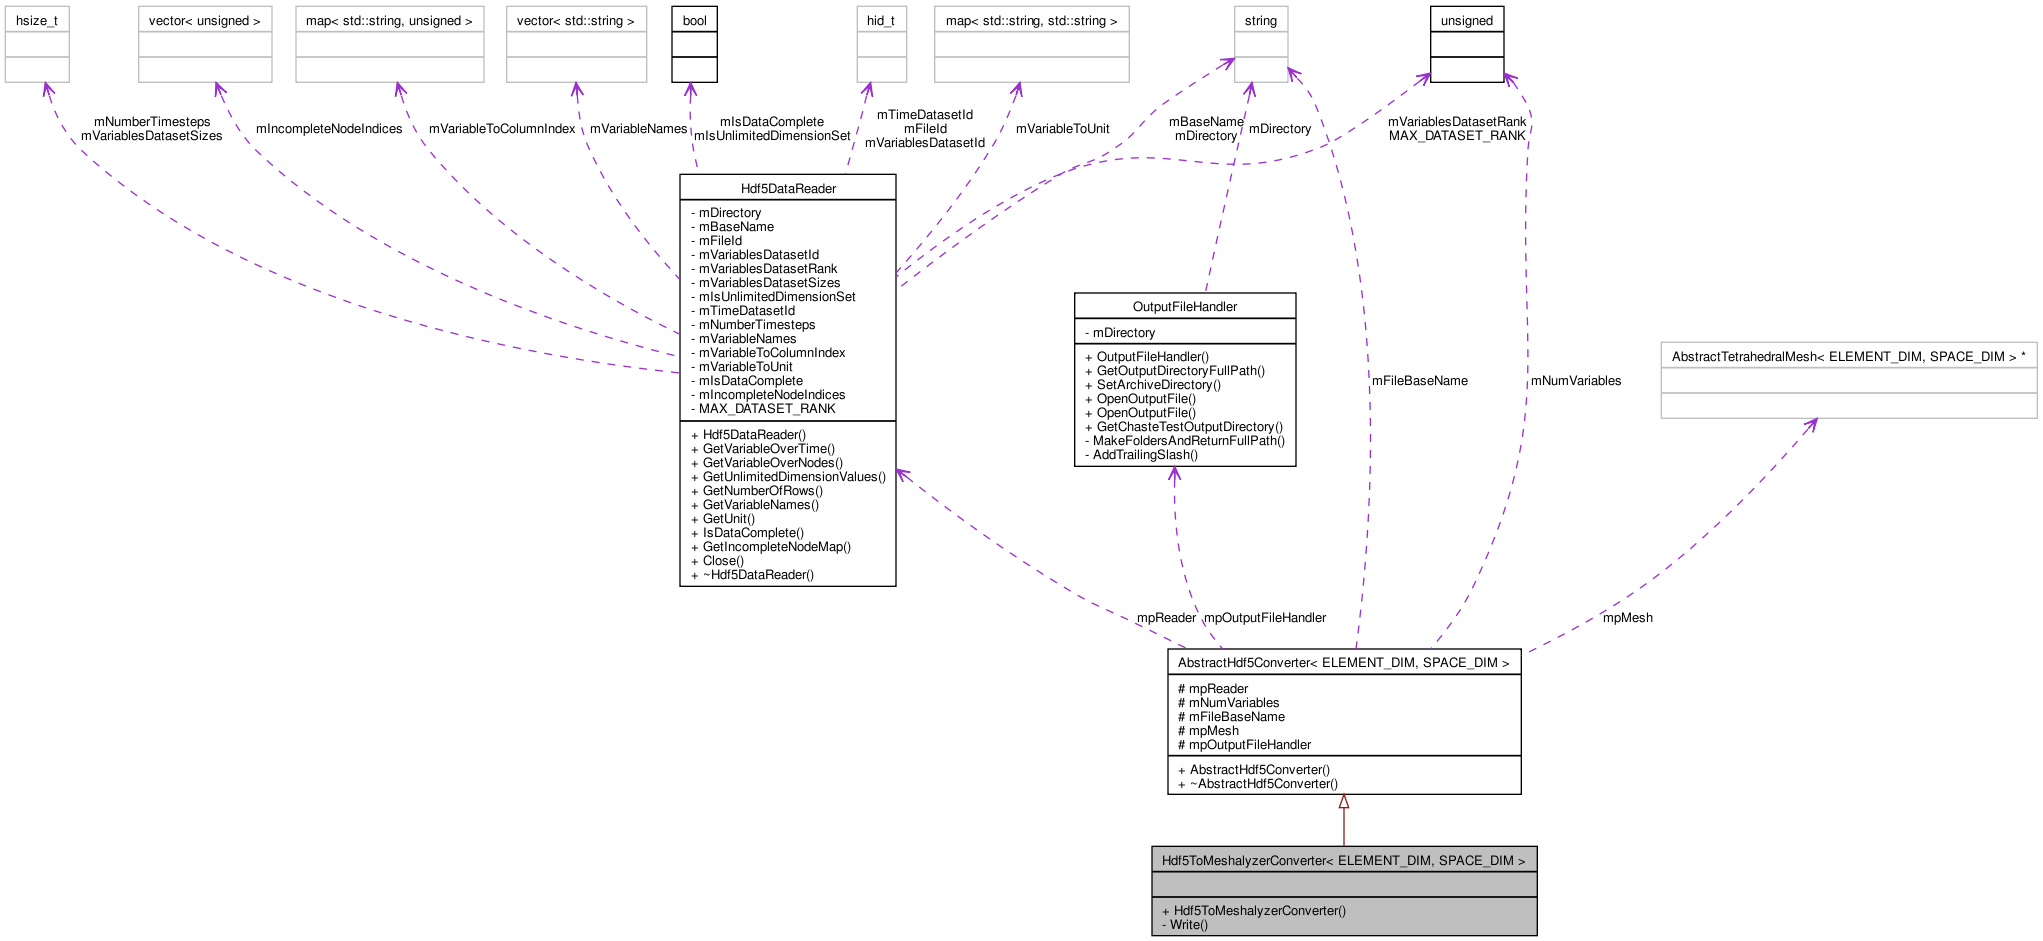 hsize_t
vector< unsigned >
map< std::string, unsigned >
vector< std::string >
bool
hid_t
map< std::string, std::string >
string
unsigned
mNumberTimesteps
mVariablesDatasetSizes
mIncompleteNodeIndices
mVariableToColumnIndex
mVariableNames
mIsDataComplete
mIsUnlimitedDimensionSet
mTimeDatasetId
mFileId
mVariablesDatasetId
mVariableToUnit
mBaseName
mDirectory
mDirectory
mVariablesDatasetRank
MAX_DATASET_RANK
Hdf5DataReader
- mDirectory
- mBaseName
- mFileId
- mVariablesDatasetId
- mVariablesDatasetRank
- mVariablesDatasetSizes
- mIsUnlimitedDimensionSet
- mTimeDatasetId
- mNumberTimesteps
- mVariableNames
- mVariableToColumnIndex
- mVariableToUnit
- mIsDataComplete
- mIncompleteNodeIndices
- MAX_DATASET_RANK
+ Hdf5DataReader()
+ GetVariableOverTime()
+ GetVariableOverNodes()
+ GetUnlimitedDimensionValues()
+ GetNumberOfRows()
+ GetVariableNames()
+ GetUnit()
+ IsDataComplete()
+ GetIncompleteNodeMap()
+ Close()
+ ~Hdf5DataReader()
OutputFileHandler
- mDirectory
+ OutputFileHandler()
+ GetOutputDirectoryFullPath()
+ SetArchiveDirectory()
+ OpenOutputFile()
+ OpenOutputFile()
+ GetChasteTestOutputDirectory()
- MakeFoldersAndReturnFullPath()
- AddTrailingSlash()
mFileBaseName
mNumVariables
AbstractTetrahedralMesh< ELEMENT_DIM, SPACE_DIM > *
mpReader
mpOutputFileHandler
mpMesh
AbstractHdf5Converter< ELEMENT_DIM, SPACE_DIM >
# mpReader
# mNumVariables
# mFileBaseName
# mpMesh
# mpOutputFileHandler
+ AbstractHdf5Converter()
+ ~AbstractHdf5Converter()
Hdf5ToMeshalyzerConverter< ELEMENT_DIM, SPACE_DIM >
+ Hdf5ToMeshalyzerConverter()
- Write()